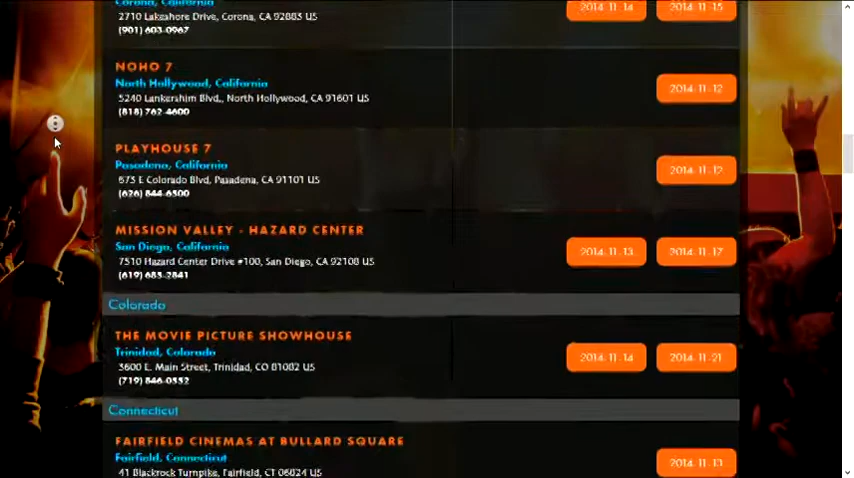 Corona, California
2710 Lakeshore Drive, Corona, CA 92883 US
(901) 603-0967
2014-11-14
2014-11-15
NOHO 7
North Hollywood, California
5240 Lankershim Blvd., North Hollywood, CA 91601 US
(818) 762-4600
2014-11-12
PLAYHOUSE 7
Pasadena, California
673 E Colorado Blvd, Pasadena, CA 91101 US
(626) 844-6500
2014-11-12
MISSION VALLEY - HAZARD CENTER
San Diego, California
7510 Hazard Center Drive #100, San Diego, CA 92108 US
(619) 685-2841
2014-11-13
2014-11-17
Colorado
THE MOVIE PICTURE SHOWHOUSE
Trinidad, Colorado
3600 E. Main Street, Trinidad, CO 81082 US
(719) 846-0552
2014-11-14
2014-11-21
Connecticut
FAIRFIELD CINEMAS AT BULLARD SQUARE
Fairfield, Connecticut
41 Blackrock Turnpike, Fairfield, CT 06824 US
2014-11-13